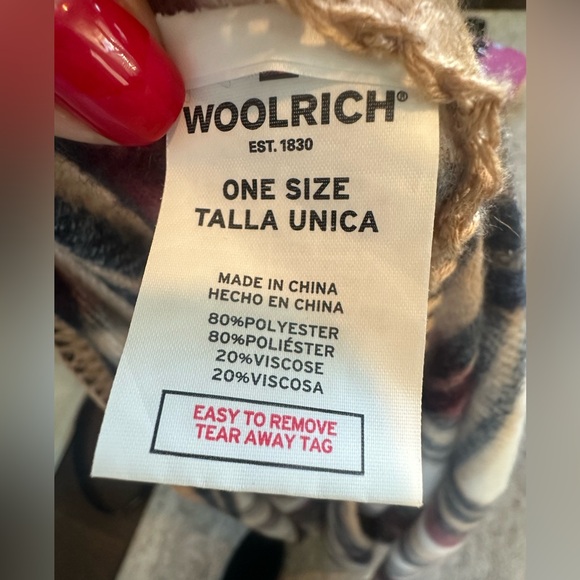 WOOLRICH®
EST. 1830
ONE SIZE
TALLA UNICA
MADE IN CHINA
HECHO EN CHINA
80%POLYESTER
80%POLIÉSTER
20%VISCOSE
20%VISCOSA
EASY TO REMOVE
TEAR AWAY TAG